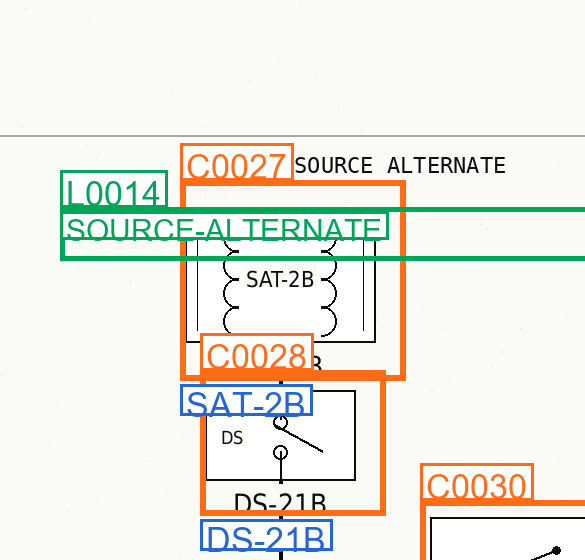 C0027 SOURCE ALTERNATE
L0014
SOURCE-ALTERNATE
SAT-2B
C0028 B
SAT-2B
DS
DS-21B
C0030
DS-21B